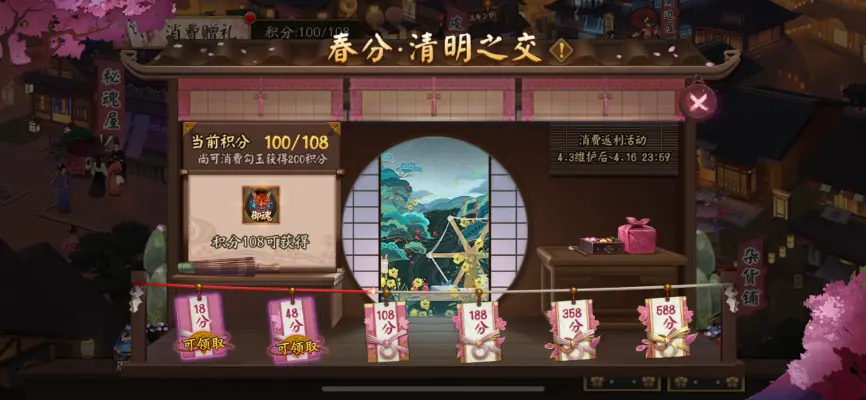 消费赠礼
积分:100/108
春分·清明之交
!
秘魂屋
当前积分 100/108
尚可消费勾玉获得200积分
御魂
积分108可获得
消费返利活动
4.3维护后~4.16 23:59
杂货铺
18分
可领取
48分
可领取
108分
188分
358分
588分